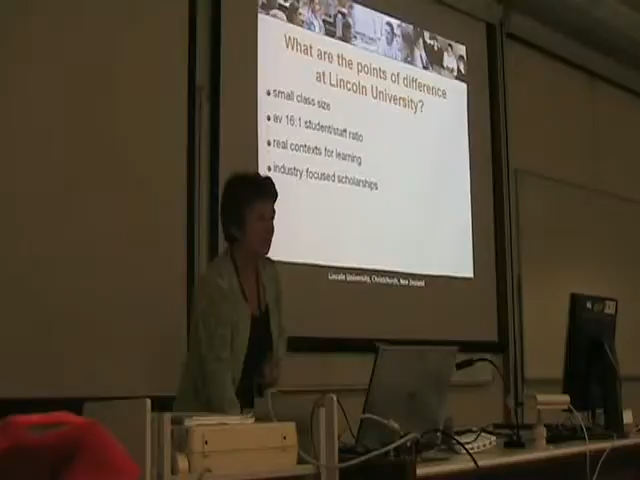 What are the points of difference
at Lincoln University?
small class size
av 16:1 student/staff ratio
real contexts for learning
industry focused scholarships
Lincoln University, Christchurch, New Zealand